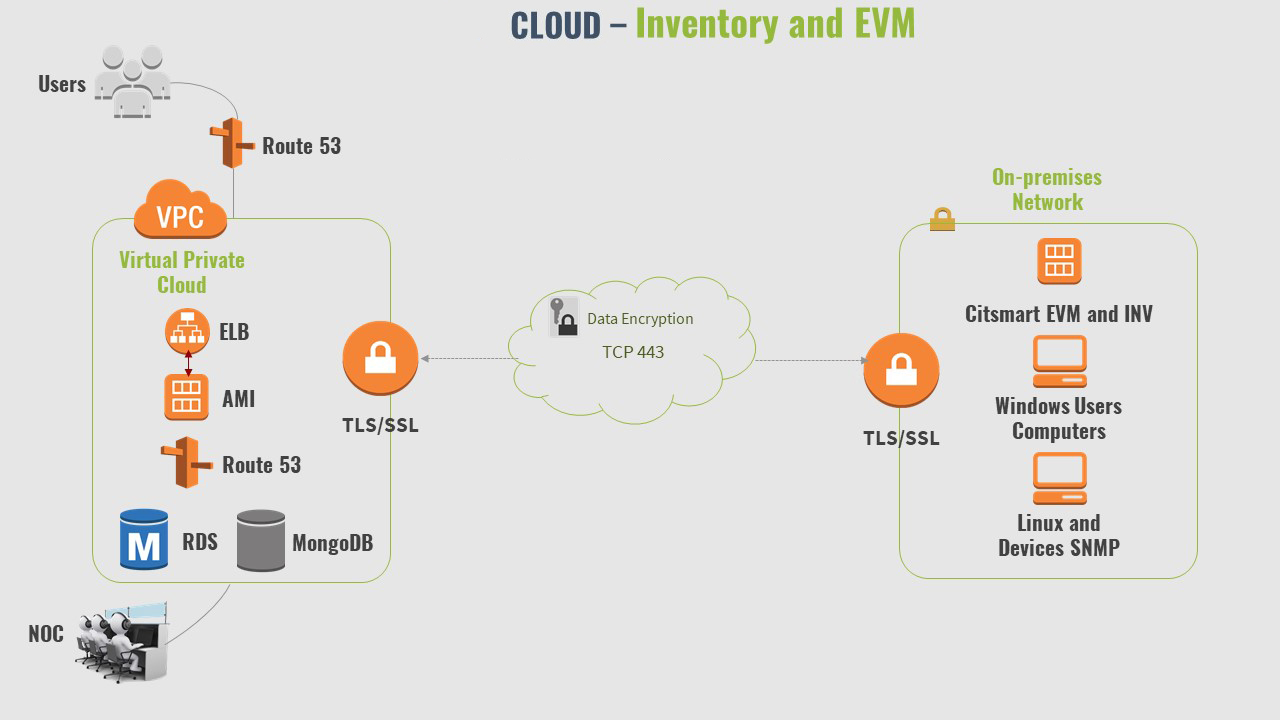 CLOUD – Inventory and EVM
Users
Route 53
VPC
Virtual Private
Cloud
ELB
AMI
Route 53
M
RDS
MongoDB
NOC
TLS/SSL
Data Encryption
TCP 443
TLS/SSL
On-premises
Network
Citsmart EVM and INV
Windows Users
Computers
Linux and
Devices SNMP